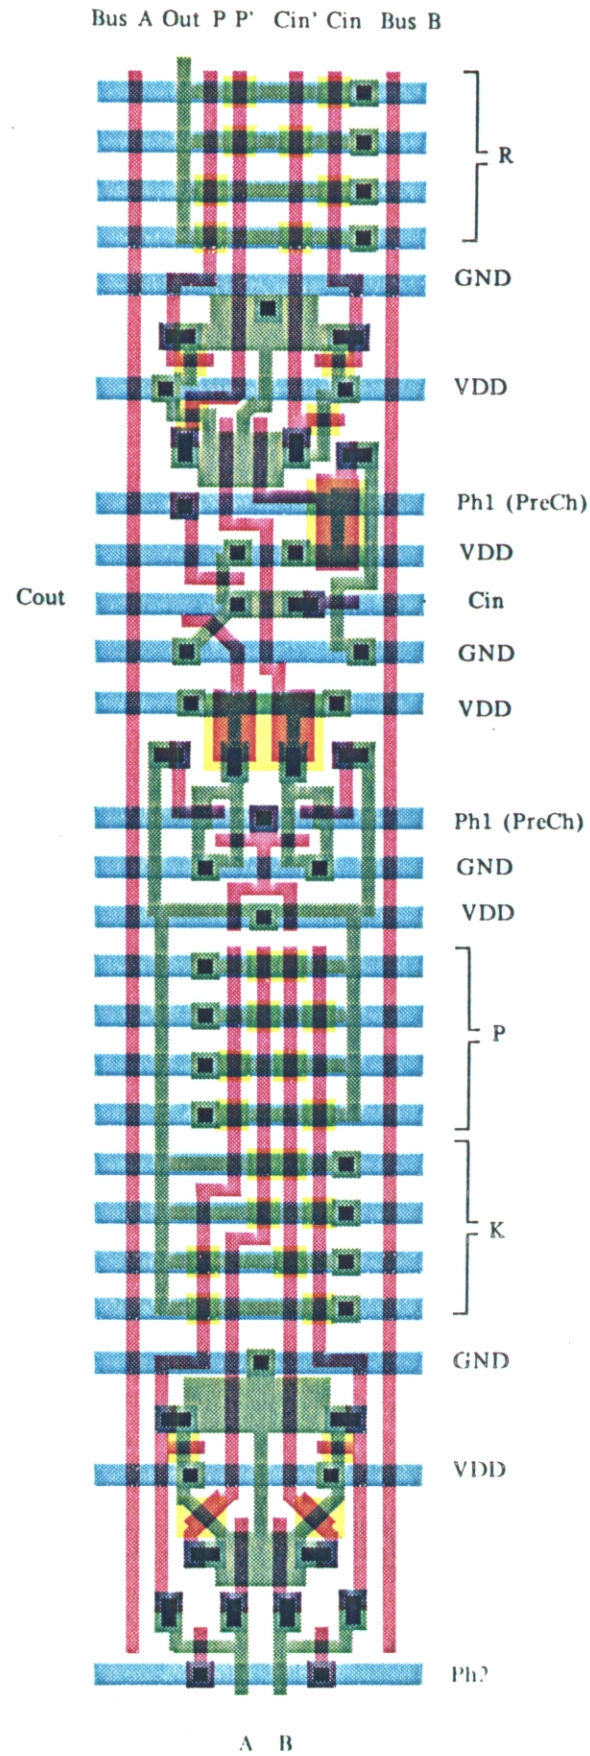 Bus A Out P P' Cin' Cin Bus B
R
GND
VDD
Ph1 (PreCh)
VDD
Cout Cin
GND
VDD
Ph1 (PreCh)
GND
VDD
P
K
GND
VDD
Ph2
A B